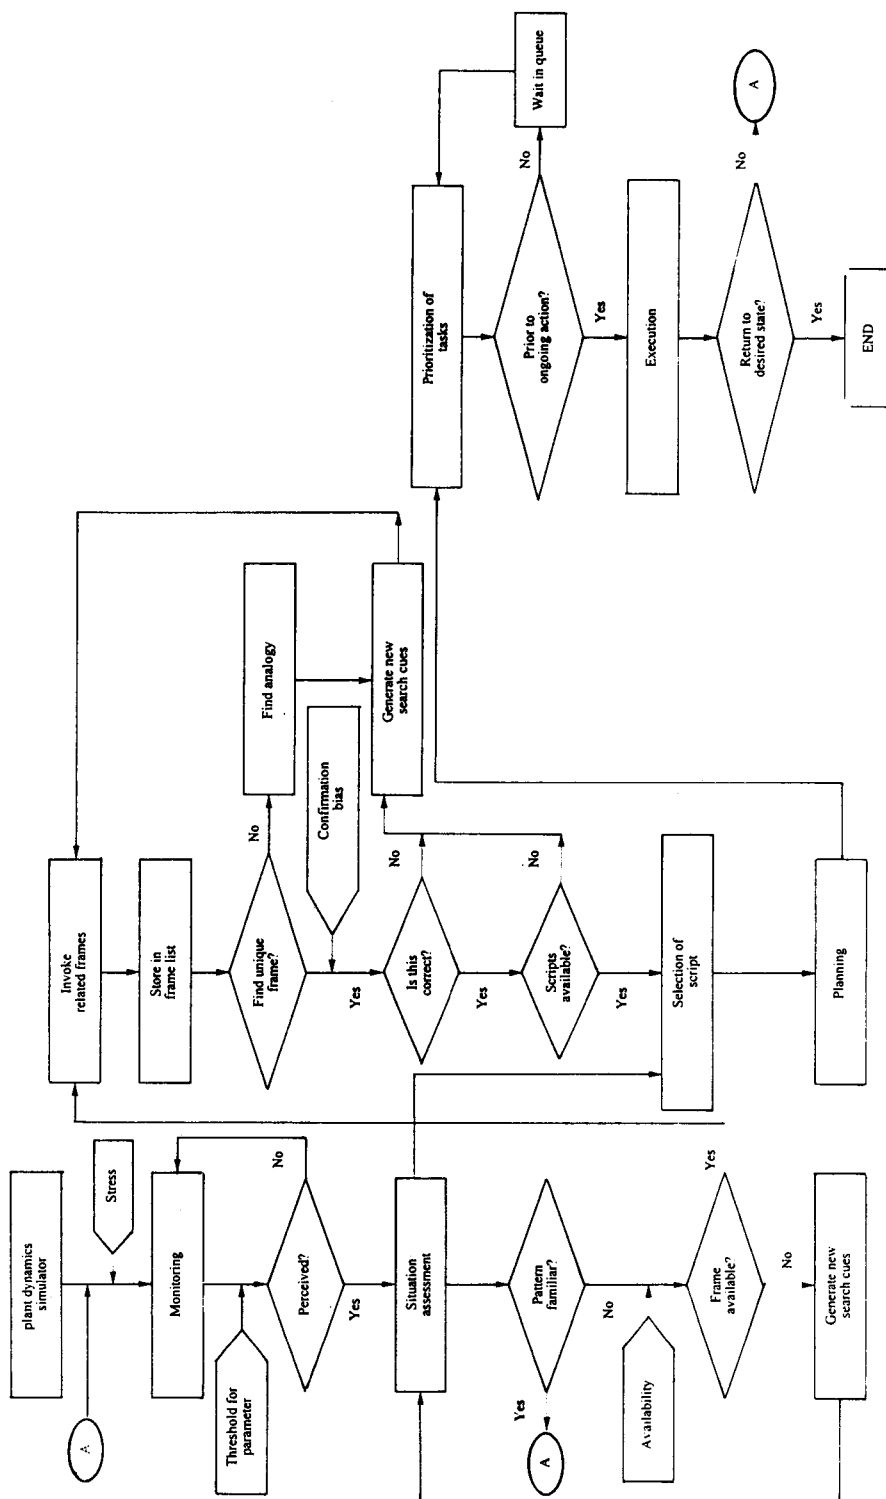 plant dynamics
simulator
A
Stress
Monitoring
Threshold for
parameter
Perceived?
No
Yes
Situation
assessment
Pattern
familiar?
Yes
A
No
Availability
Frame
available?
Yes
No
Generate new
search cues
Invoke
related frames
Store in
frame list
Find unique
frame?
No
Find analogy
Confirmation
bias
Generate new
search cues
Yes
Is this
correct?
No
Yes
Scripts
available?
No
Yes
Selection of
script
Planning
Prioritization of
tasks
Wait in queue
Prior to
ongoing action?
No
Yes
Execution
Return to
desired state?
No
A
Yes
END